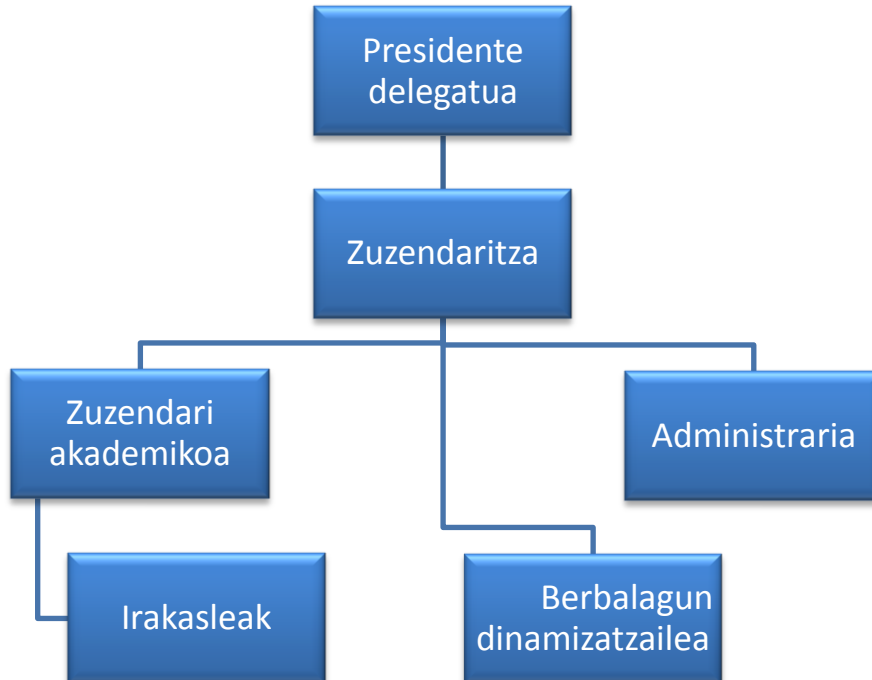 Presidente
delegatua
Zuzendaritza
Zuzendari
akademikoa
Administraria
Irakasleak
Berbalagun
dinamizatzailea